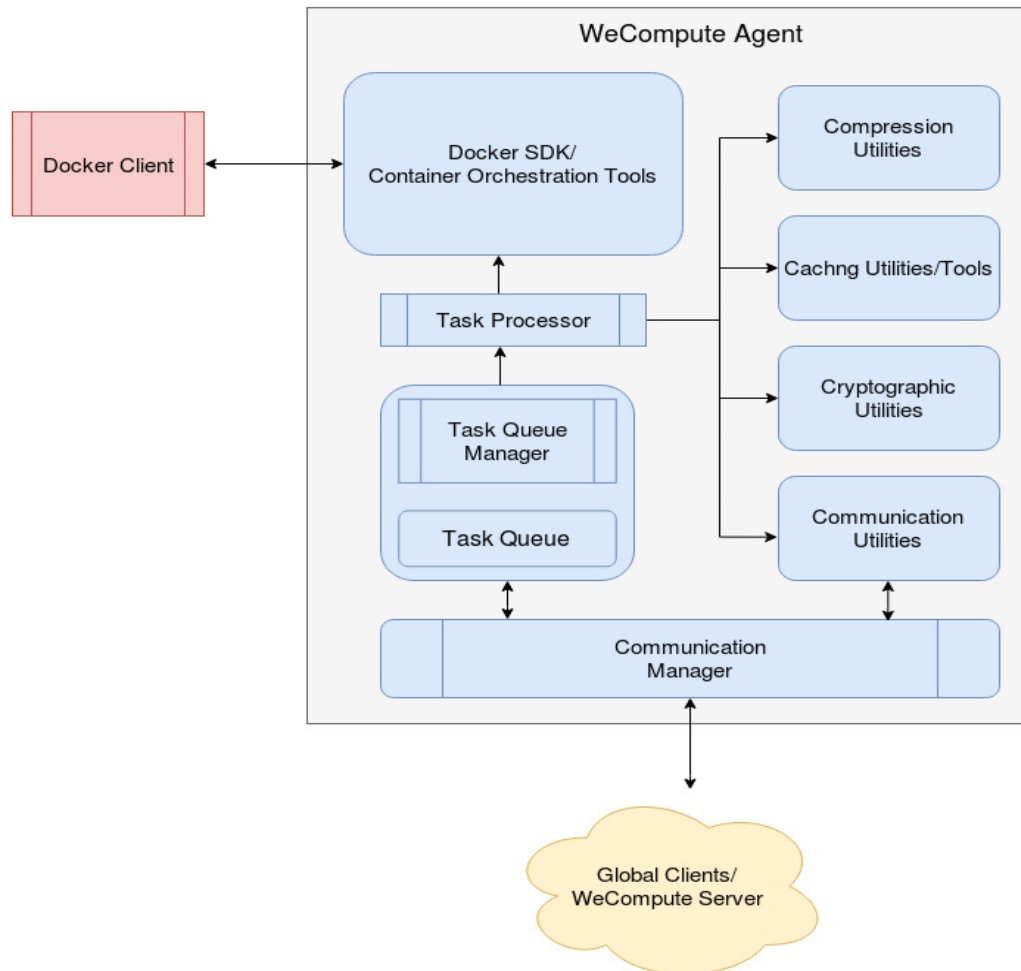 WeCompute Agent
Docker Client
Docker SDK/
Container Orchestration Tools
Compression
Utilities
Cachng Utilities/Tools
Task Processor
Cryptographic
Utilities
Task Queue
Manager
Task Queue
Communication
Utilities
Communication
Manager
Global Clients/
WeCompute Server